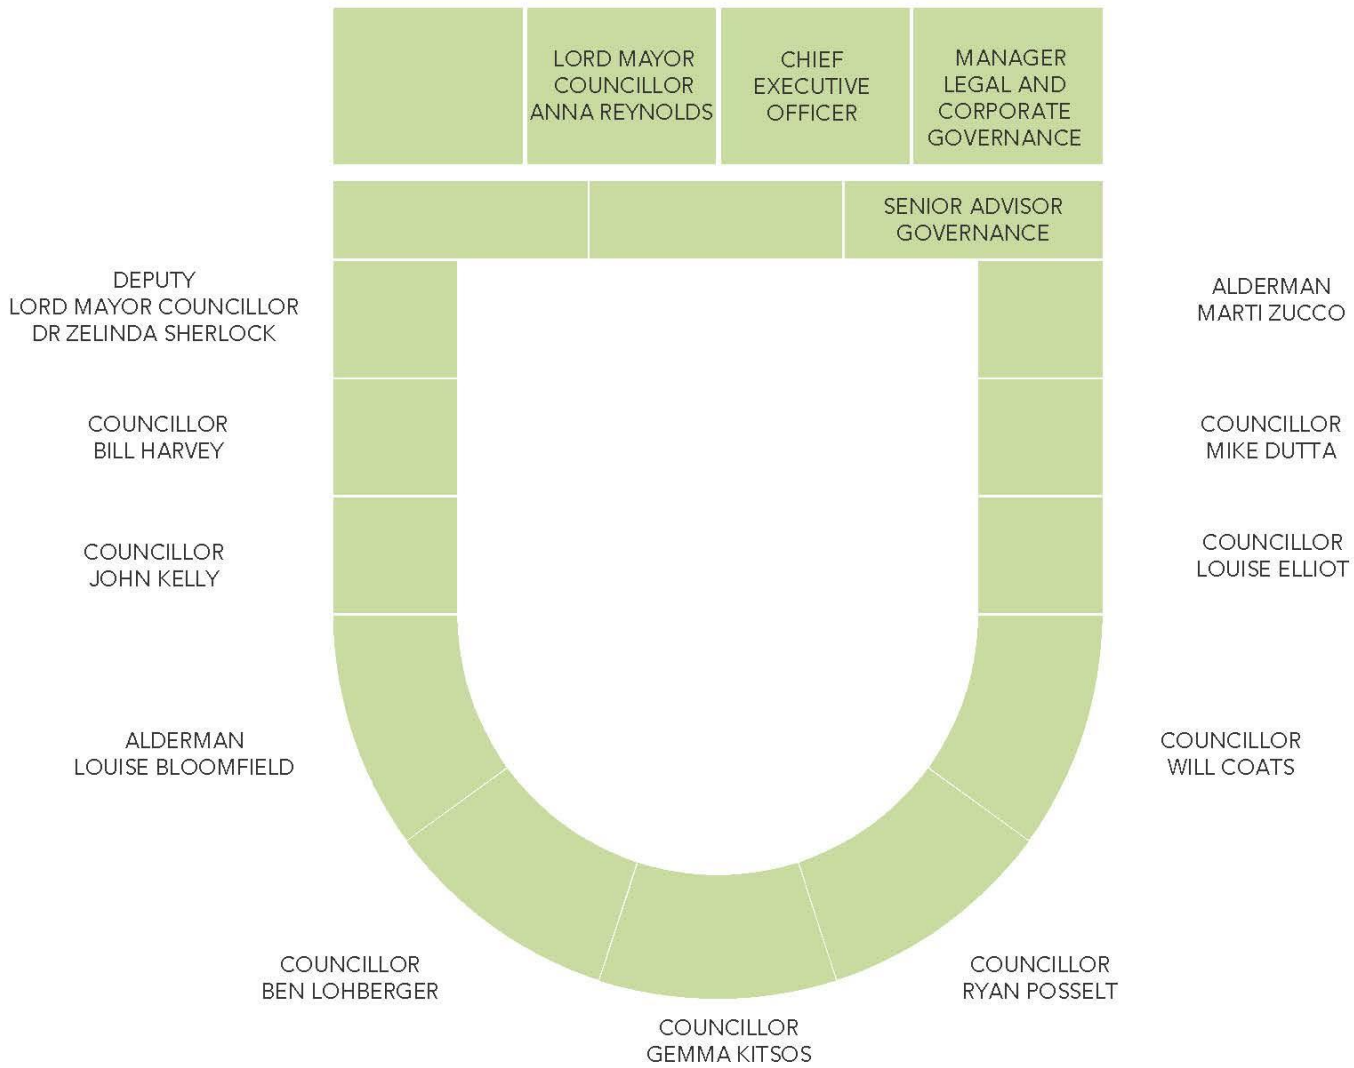 LORD MAYOR
COUNCILLOR
ANNA REYNOLDS
CHIEF
EXECUTIVE
OFFICER
MANAGER
LEGAL AND
CORPORATE
GOVERNANCE
SENIOR ADVISOR
GOVERNANCE
DEPUTY
LORD MAYOR COUNCILLOR
DR ZELINDA SHERLOCK
ALDERMAN
MARTI ZUCCO
COUNCILLOR
BILL HARVEY
COUNCILLOR
MIKE DUTTA
COUNCILLOR
JOHN KELLY
COUNCILLOR
LOUISE ELLIOT
ALDERMAN
LOUISE BLOOMFIELD
COUNCILLOR
WILL COATS
COUNCILLOR
BEN LOHBERGER
COUNCILLOR
RYAN POSSELT
COUNCILLOR
GEMMA KITSOS